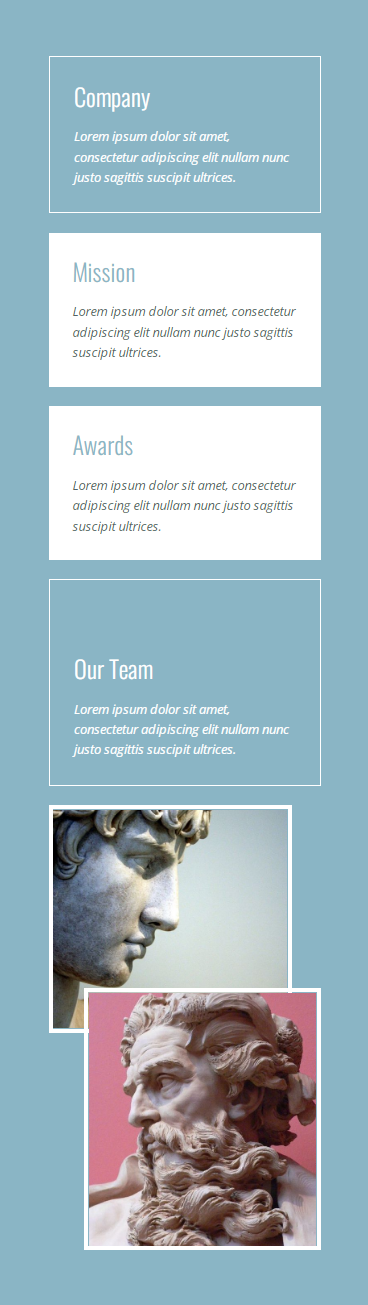 Company
Lorem ipsum dolor sit amet,
consectetur adipiscing elit nullam nunc
justo sagittis suscipit ultrices.
Mission
Lorem ipsum dolor sit amet, consectetur
adipiscing elit nullam nunc justo sagittis
suscipit ultrices.
Awards
Lorem ipsum dolor sit amet, consectetur
adipiscing elit nullam nunc justo sagittis
suscipit ultrices.
Our Team
Lorem ipsum dolor sit amet,
consectetur adipiscing elit nullam nunc
justo sagittis suscipit ultrices.